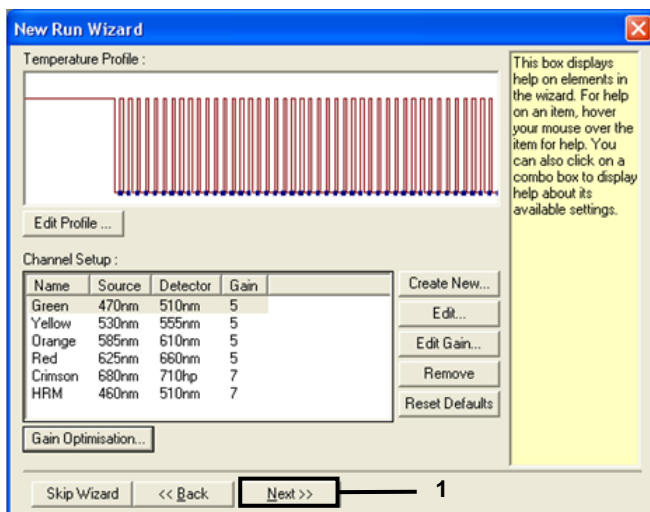 New Run Wizard
Temperature Profile :
This box displays
help on elements in
the wizard. For help
on an item, hover
your mouse over the
item for help. You
can also click on a
combo box to display
help about its
available settings.
Edit Profile ...
Channel Setup :
Name Source Detector Gain
Green 470nm 510nm 5
Yellow 530nm 555nm 5
Orange 585nm 610nm 5
Red 625nm 660nm 5
Crimson 680nm 710hp 7
HRM 460nm 510nm 7
Create New...
Edit...
Edit Gain...
Remove
Reset Defaults
Gain Optimisation...
Skip Wizard << Back Next >> 1